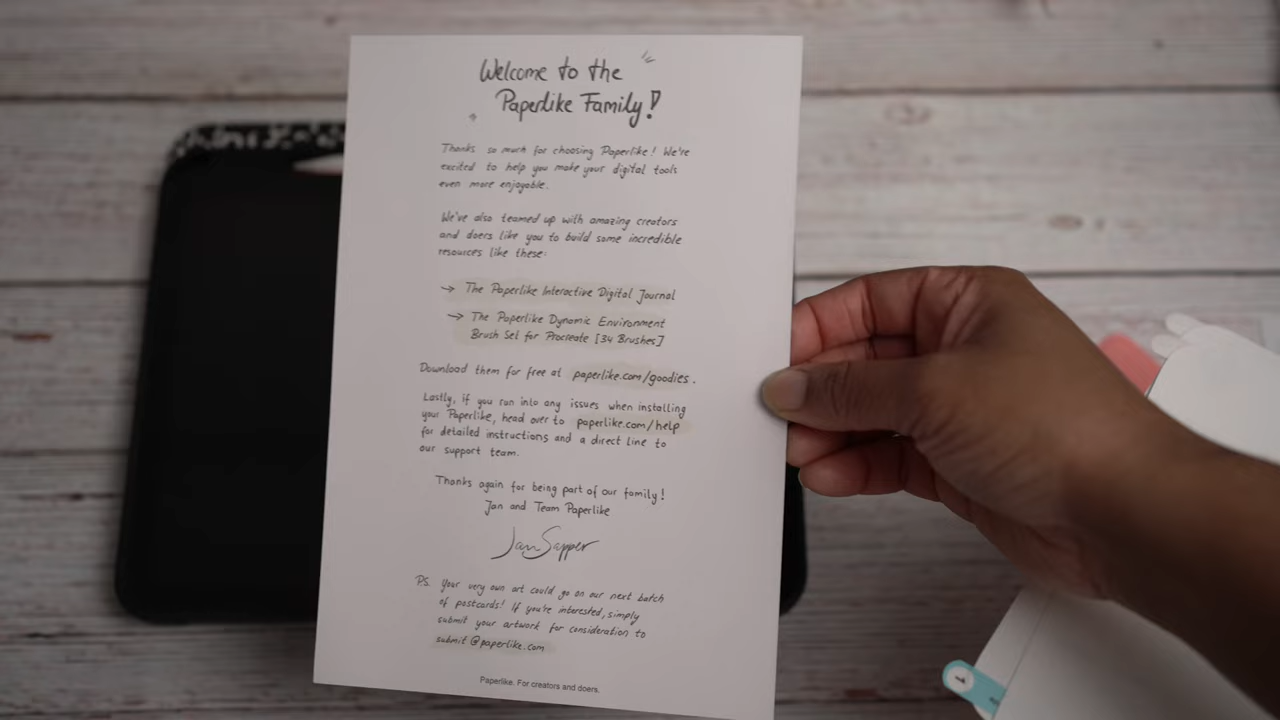 Welcome to the
Paperlike Family!
Thanks so much for choosing Paperlike! We're
excited to help you make your digital tools
even more enjoyable.
We've also teamed up with amazing creators
and doers like you to build some incredible
resources like these:
→ The Paperlike Interactive Digital Journal
→ The Paperlike Dynamic Environment
Brush Set for Procreate [34 Brushes]
Download them for free at paperlike.com/goodies.
Lastly, if you run into any issues when installing
your Paperlike, head over to paperlike.com/help
for detailed instructions and a direct line to
our support team.
Thanks again for being part of our family!
Jan and Team Paperlike
Jan Sapper
P.S. Your very own art could go on our next batch
of postcards! If you're interested, simply
submit your artwork for consideration to
submit@paperlike.com
Paperlike. For creators and doers.
1